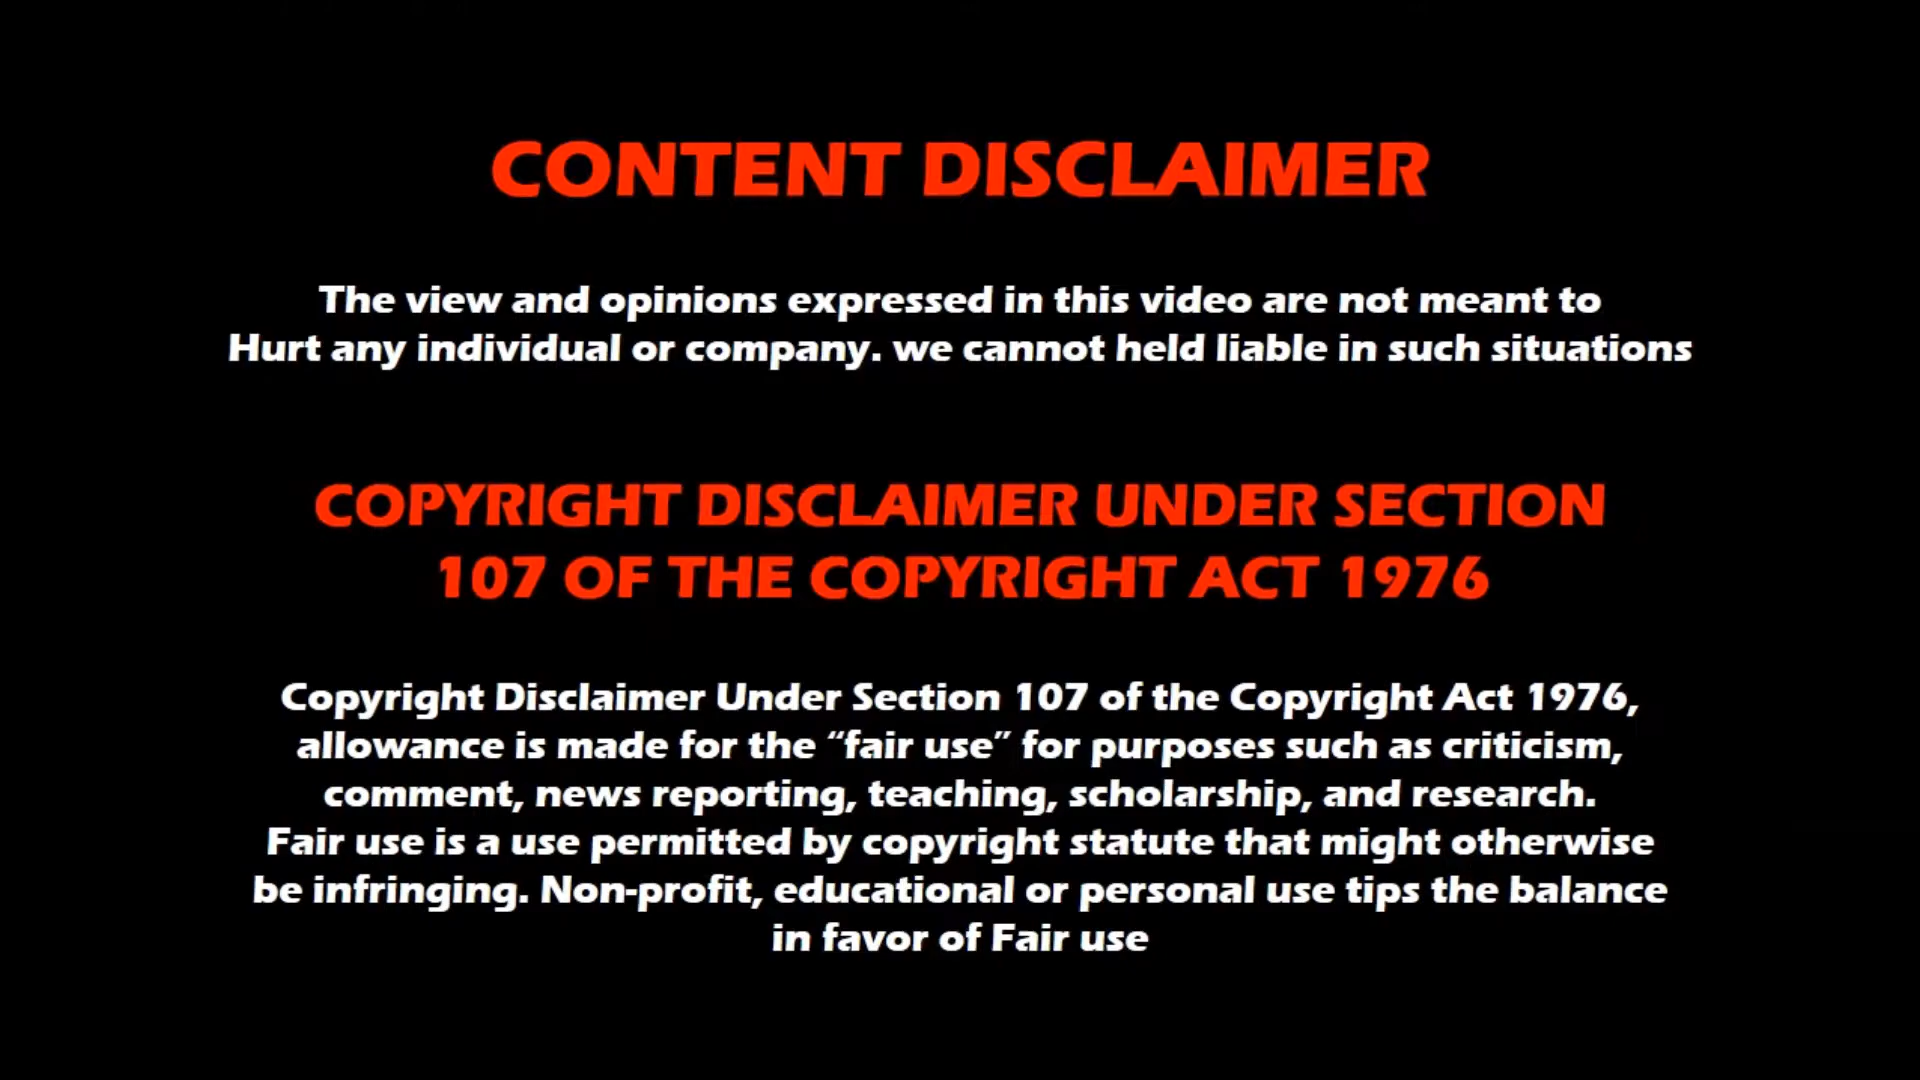 CONTENT DISCLAIMER
The view and opinions expressed in this video are not meant to
Hurt any individual or company. we cannot held liable in such situations
COPYRIGHT DISCLAIMER UNDER SECTION
107 OF THE COPYRIGHT ACT 1976
Copyright Disclaimer Under Section 107 of the Copyright Act 1976,
allowance is made for the “fair use” for purposes such as criticism,
comment, news reporting, teaching, scholarship, and research.
Fair use is a use permitted by copyright statute that might otherwise
be infringing. Non-profit, educational or personal use tips the balance
in favor of Fair use